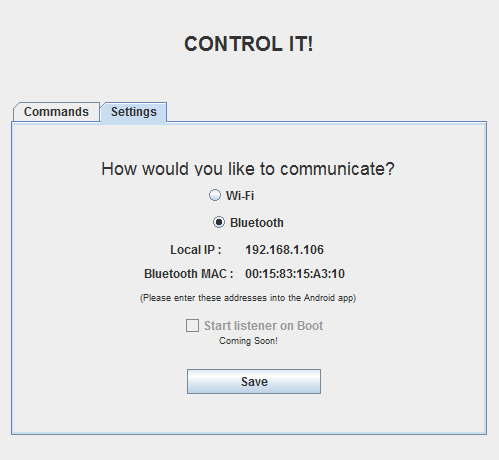 CONTROL IT!
Commands Settings
How would you like to communicate?
Wi-Fi
Bluetooth
Local IP : 192.168.1.106
Bluetooth MAC : 00:15:83:15:A3:10
(Please enter these addresses into the Android app)
Start listener on Boot
Coming Soon!
Save